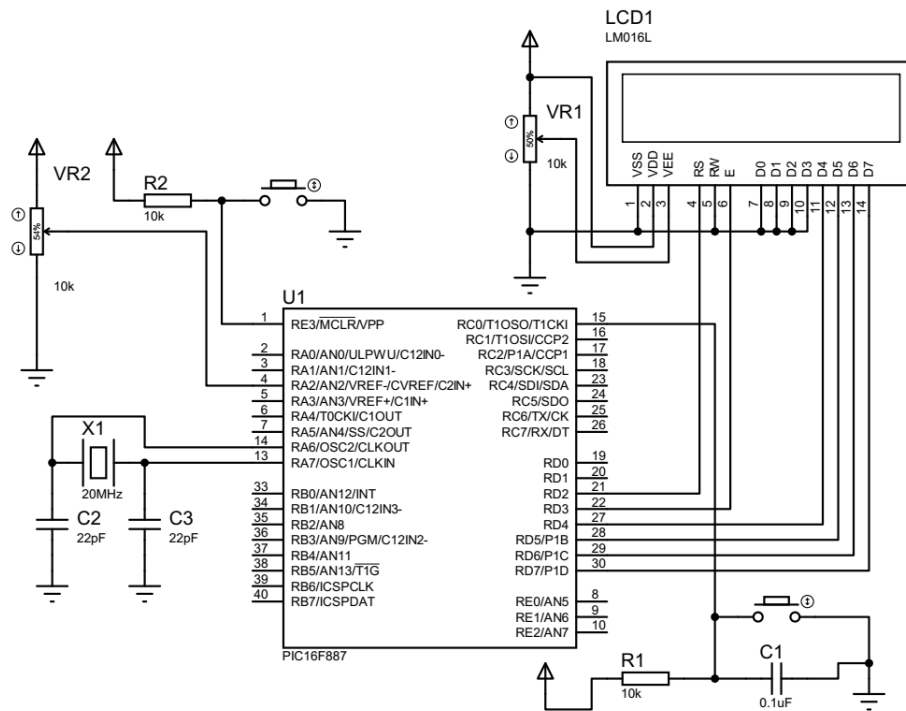 LCD1
LM016L
VR1
50%
10k
VSS
VDD
VEE
RS
RW
E
D0
D1
D2
D3
D4
D5
D6
D7
1
2
3
4
5
6
7
8
9
10
11
12
13
14
VR2
54%
10k
R2
10k
U1
1 RE3/MCLR/VPP RC0/T1OSO/T1CKI 15
RC1/T1OSI/CCP2 16
2 RA0/AN0/ULPWU/C12IN0- RC2/P1A/CCP1 17
3 RA1/AN1/C12IN1- RC3/SCK/SCL 18
4 RA2/AN2/VREF-/CVREF/C2IN+ RC4/SDI/SDA 23
5 RA3/AN3/VREF+/C1IN+ RC5/SDO 24
6 RA4/T0CKI/C1OUT RC6/TX/CK 25
7 RA5/AN4/SS/C2OUT RC7/RX/DT 26
14 RA6/OSC2/CLKOUT
13 RA7/OSC1/CLKIN RD0 19
RD1 20
33 RB0/AN12/INT RD2 21
34 RB1/AN10/C12IN3- RD3 22
35 RB2/AN8 RD4 27
36 RB3/AN9/PGM/C12IN2- RD5/P1B 28
37 RB4/AN11 RD6/P1C 29
38 RB5/AN13/T1G RD7/P1D 30
39 RB6/ICSPCLK
40 RB7/ICSPDAT RE0/AN5 8
RE1/AN6 9
RE2/AN7 10
PIC16F887
X1
20MHz
C2
22pF
C3
22pF
R1
10k
C1
0.1uF